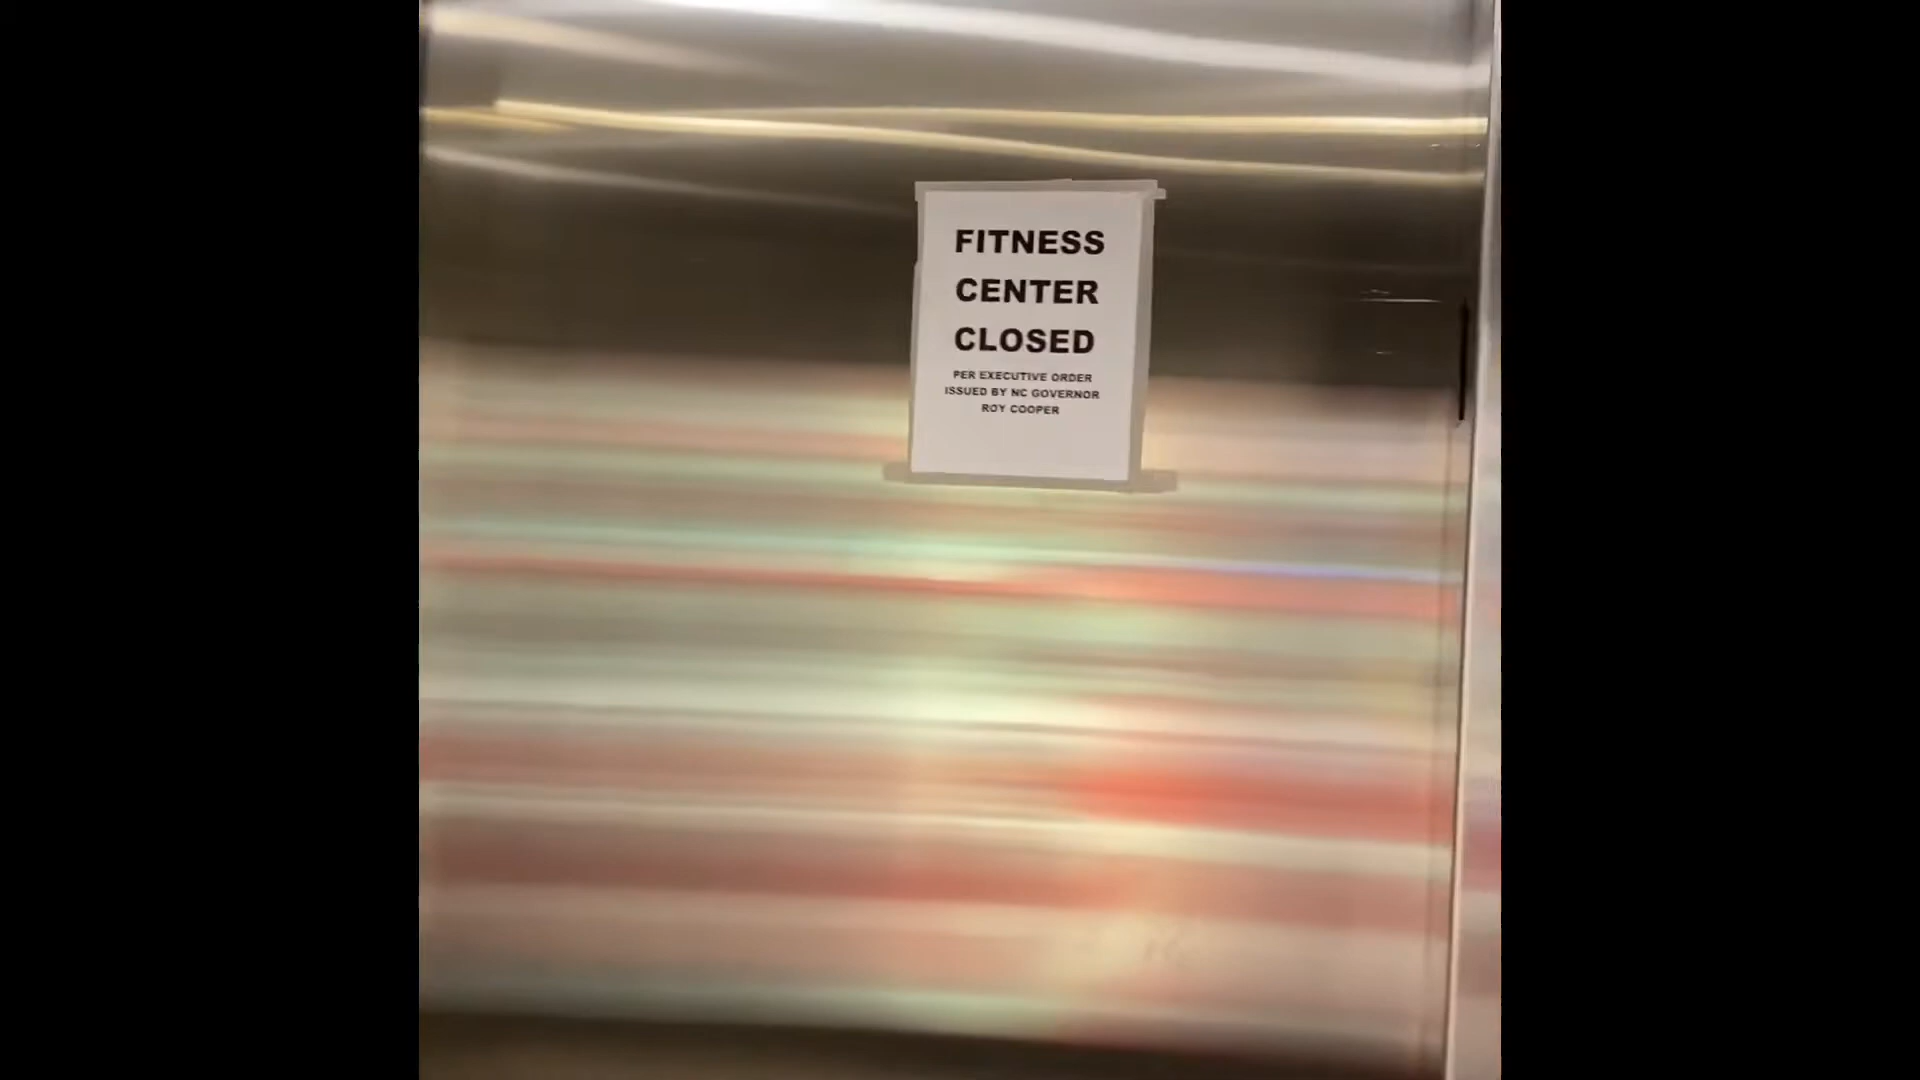 FITNESS
CENTER
CLOSED
PER EXECUTIVE ORDER
ISSUED BY NC GOVERNOR
ROY COOPER